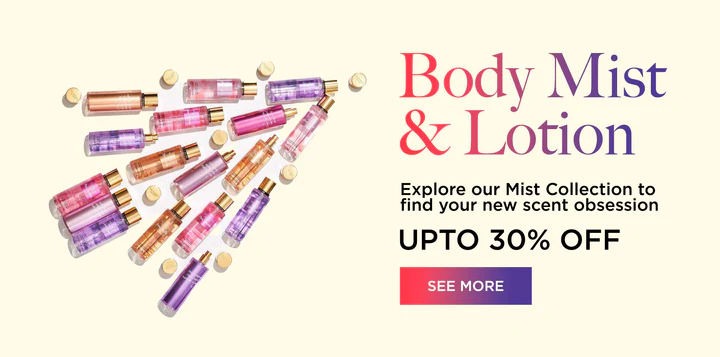 Body Mist
& Lotion
Explore our Mist Collection to
find your new scent obsession
UPTO 30% OFF
SEE MORE